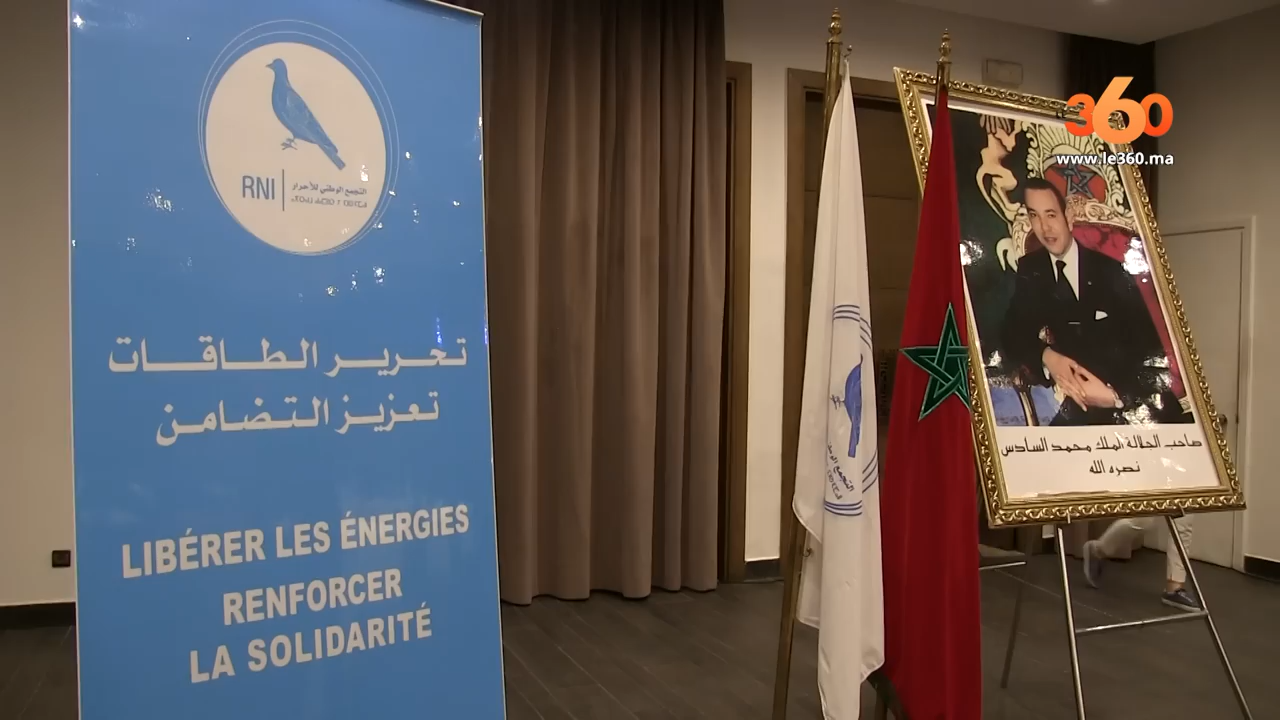 RNI
التجمع الوطني للأحرار
تحرير الطاقات
تعزيز التضامن
LIBÉRER LES ÉNERGIES
RENFORCER
LA SOLIDARITÉ
التجمع
360
www.le360.ma
صاحب الجلالة الملك محمد السادس
نصره الله